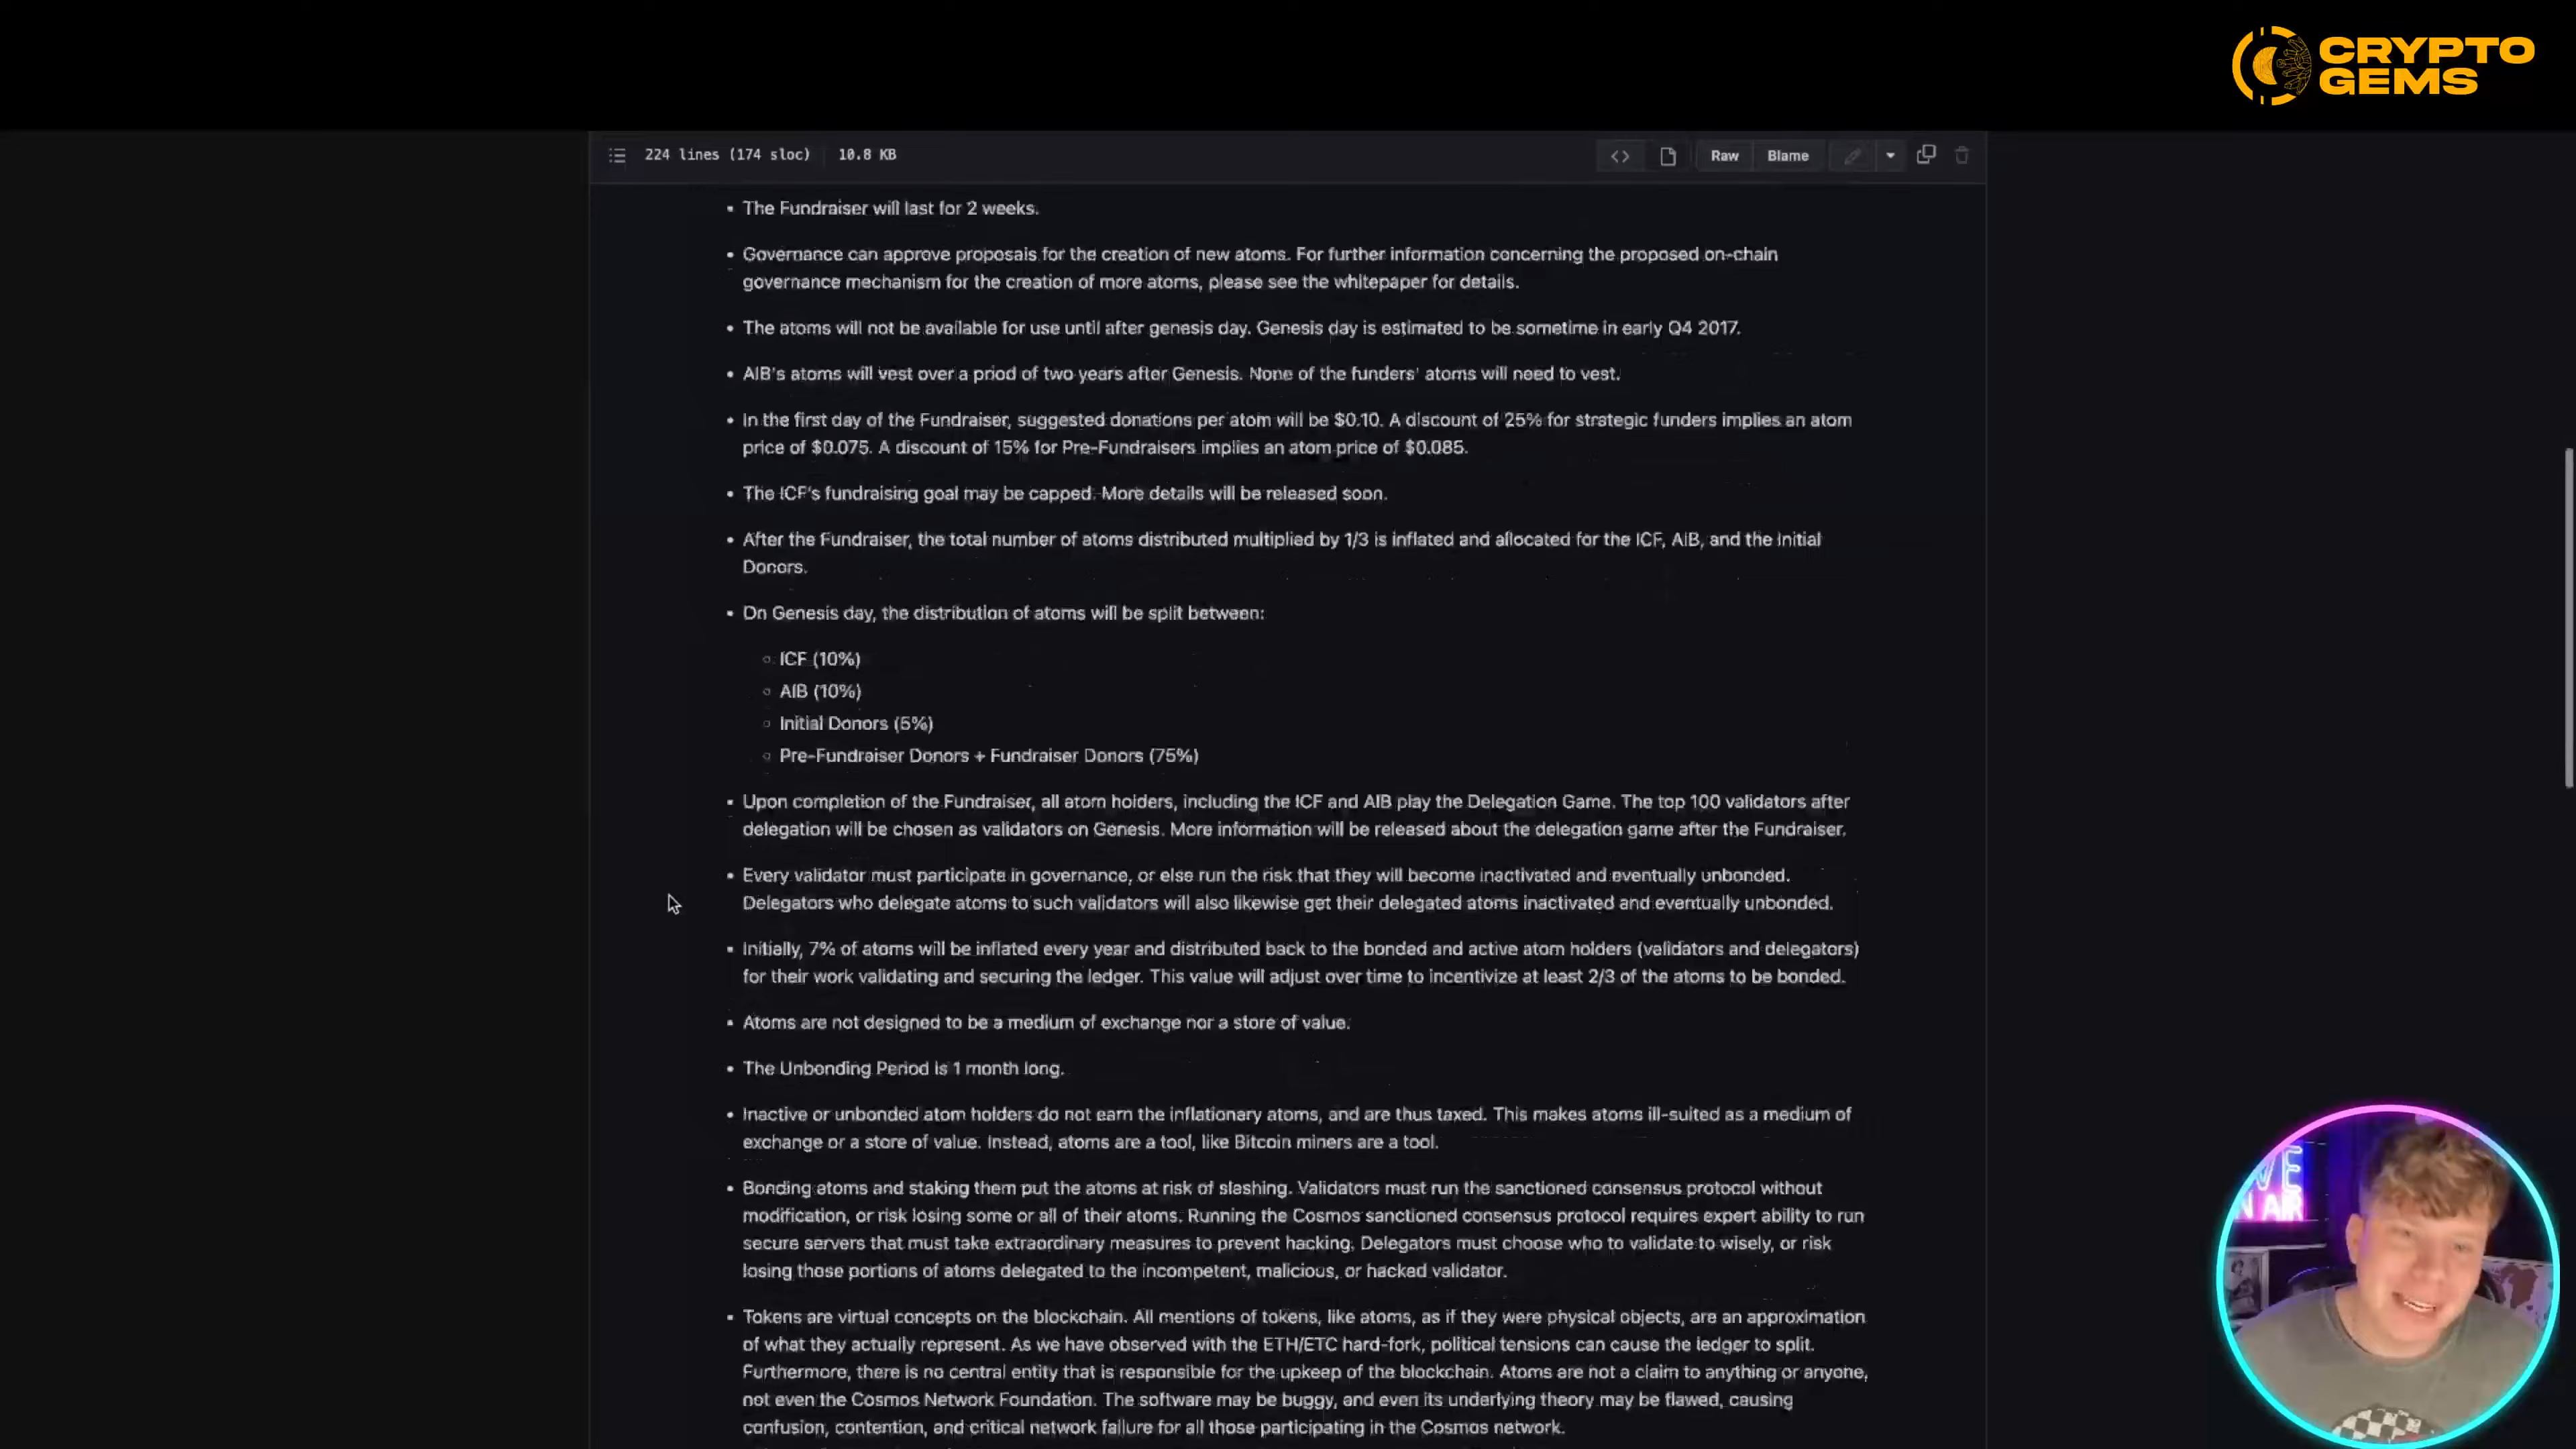 CRYPTO
GEMS
224 lines (174 sloc) 10.8 KB
Raw Blame
The Fundraiser will last for 2 weeks.
Governance can approve proposals for the creation of new atoms. For further information concerning the proposed on-chain
governance mechanism for the creation of more atoms, please see the whitepaper for details.
The atoms will not be available for use until after genesis day. Genesis day is estimated to be sometime in early Q4 2017.
AIB's atoms will vest over a priod of two years after Genesis. None of the funders' atoms will need to vest.
In the first day of the Fundraiser, suggested donations per atom will be $0.10. A discount of 25% for strategic funders implies an atom
price of $0.075. A discount of 15% for Pre-Fundraisers implies an atom price of $0.085.
The ICF's fundraising goal may be capped. More details will be released soon.
After the Fundraiser, the total number of atoms distributed multiplied by 1/3 is inflated and allocated for the ICF, AIB, and the Initial
Donors.
On Genesis day, the distribution of atoms will be split between:
ICF (10%)
AIB (10%)
Initial Donors (5%)
Pre-Fundraiser Donors + Fundraiser Donors (75%)
Upon completion of the Fundraiser, all atom holders, including the ICF and AIB play the Delegation Game. The top 100 validators after
delegation will be chosen as validators on Genesis. More information will be released about the delegation game after the Fundraiser.
Every validator must participate in governance, or else run the risk that they will become inactivated and eventually unbonded.
Delegators who delegate atoms to such validators will also likewise get their delegated atoms inactivated and eventually unbonded.
Initially, 7% of atoms will be inflated every year and distributed back to the bonded and active atom holders (validators and delegators)
for their work validating and securing the ledger. This value will adjust over time to incentivize at least 2/3 of the atoms to be bonded.
Atoms are not designed to be a medium of exchange nor a store of value.
The Unbonding Period is 1 month long.
Inactive or unbonded atom holders do not earn the inflationary atoms, and are thus taxed. This makes atoms ill-suited as a medium of
exchange or a store of value. Instead, atoms are a tool, like Bitcoin miners are a tool.
Bonding atoms and staking them put the atoms at risk of slashing. Validators must run the sanctioned consensus protocol without
modification, or risk losing some or all of their atoms. Running the Cosmos sanctioned consensus protocol requires expert ability to run
secure servers that must take extraordinary measures to prevent hacking. Delegators must choose who to validate to wisely, or risk
losing those portions of atoms delegated to the incompetent, malicious, or hacked validator.
Tokens are virtual concepts on the blockchain. All mentions of tokens, like atoms, as if they were physical objects, are an approximation
of what they actually represent. As we have observed with the ETH/ETC hard-fork, political tensions can cause the ledger to split.
Furthermore, there is no central entity that is responsible for the upkeep of the blockchain. Atoms are not a claim to anything or anyone,
not even the Cosmos Network Foundation. The software may be buggy, and even its underlying theory may be flawed, causing
confusion, contention, and critical network failure for all those participating in the Cosmos network.
VE
N AIR